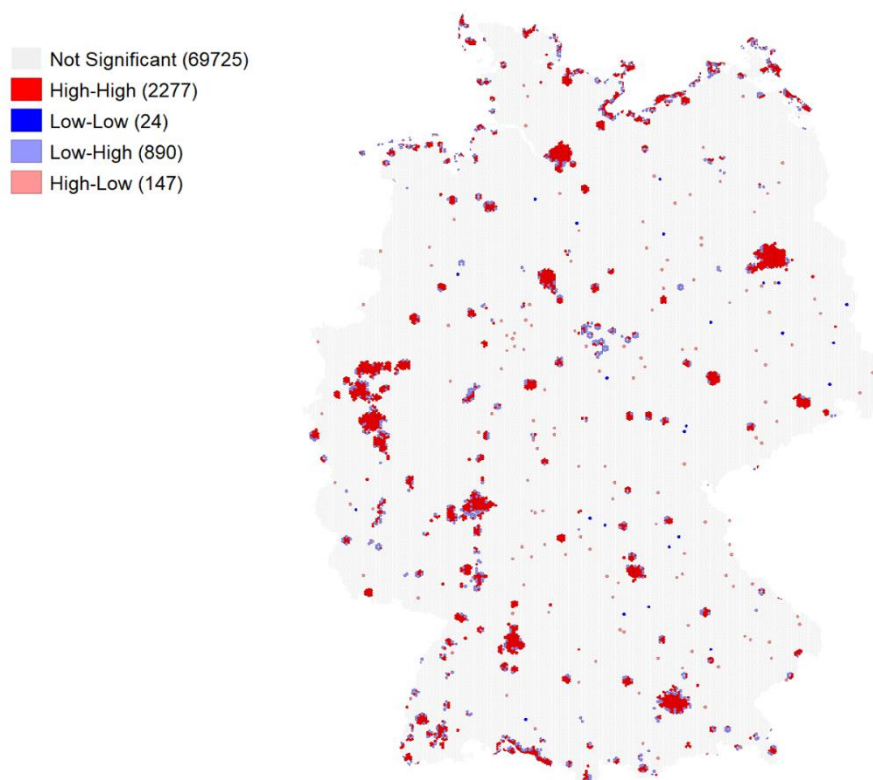 Not Significant (69725)
High-High (2277)
Low-Low (24)
Low-High (890)
High-Low (147)